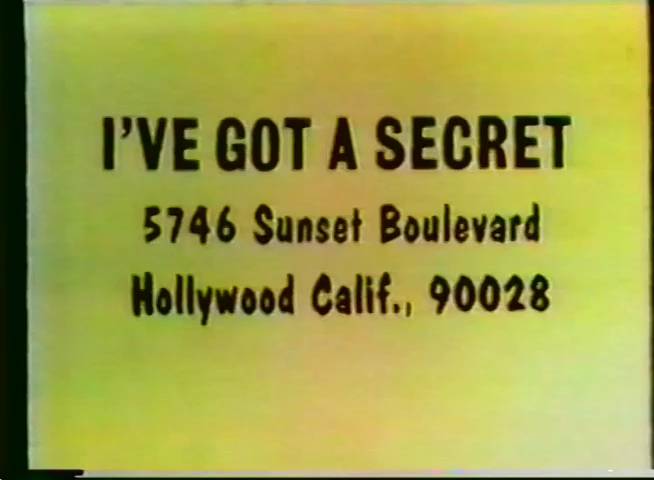 I'VE GOT A SECRET
5746 Sunset Boulevard
Hollywood Calif., 90028